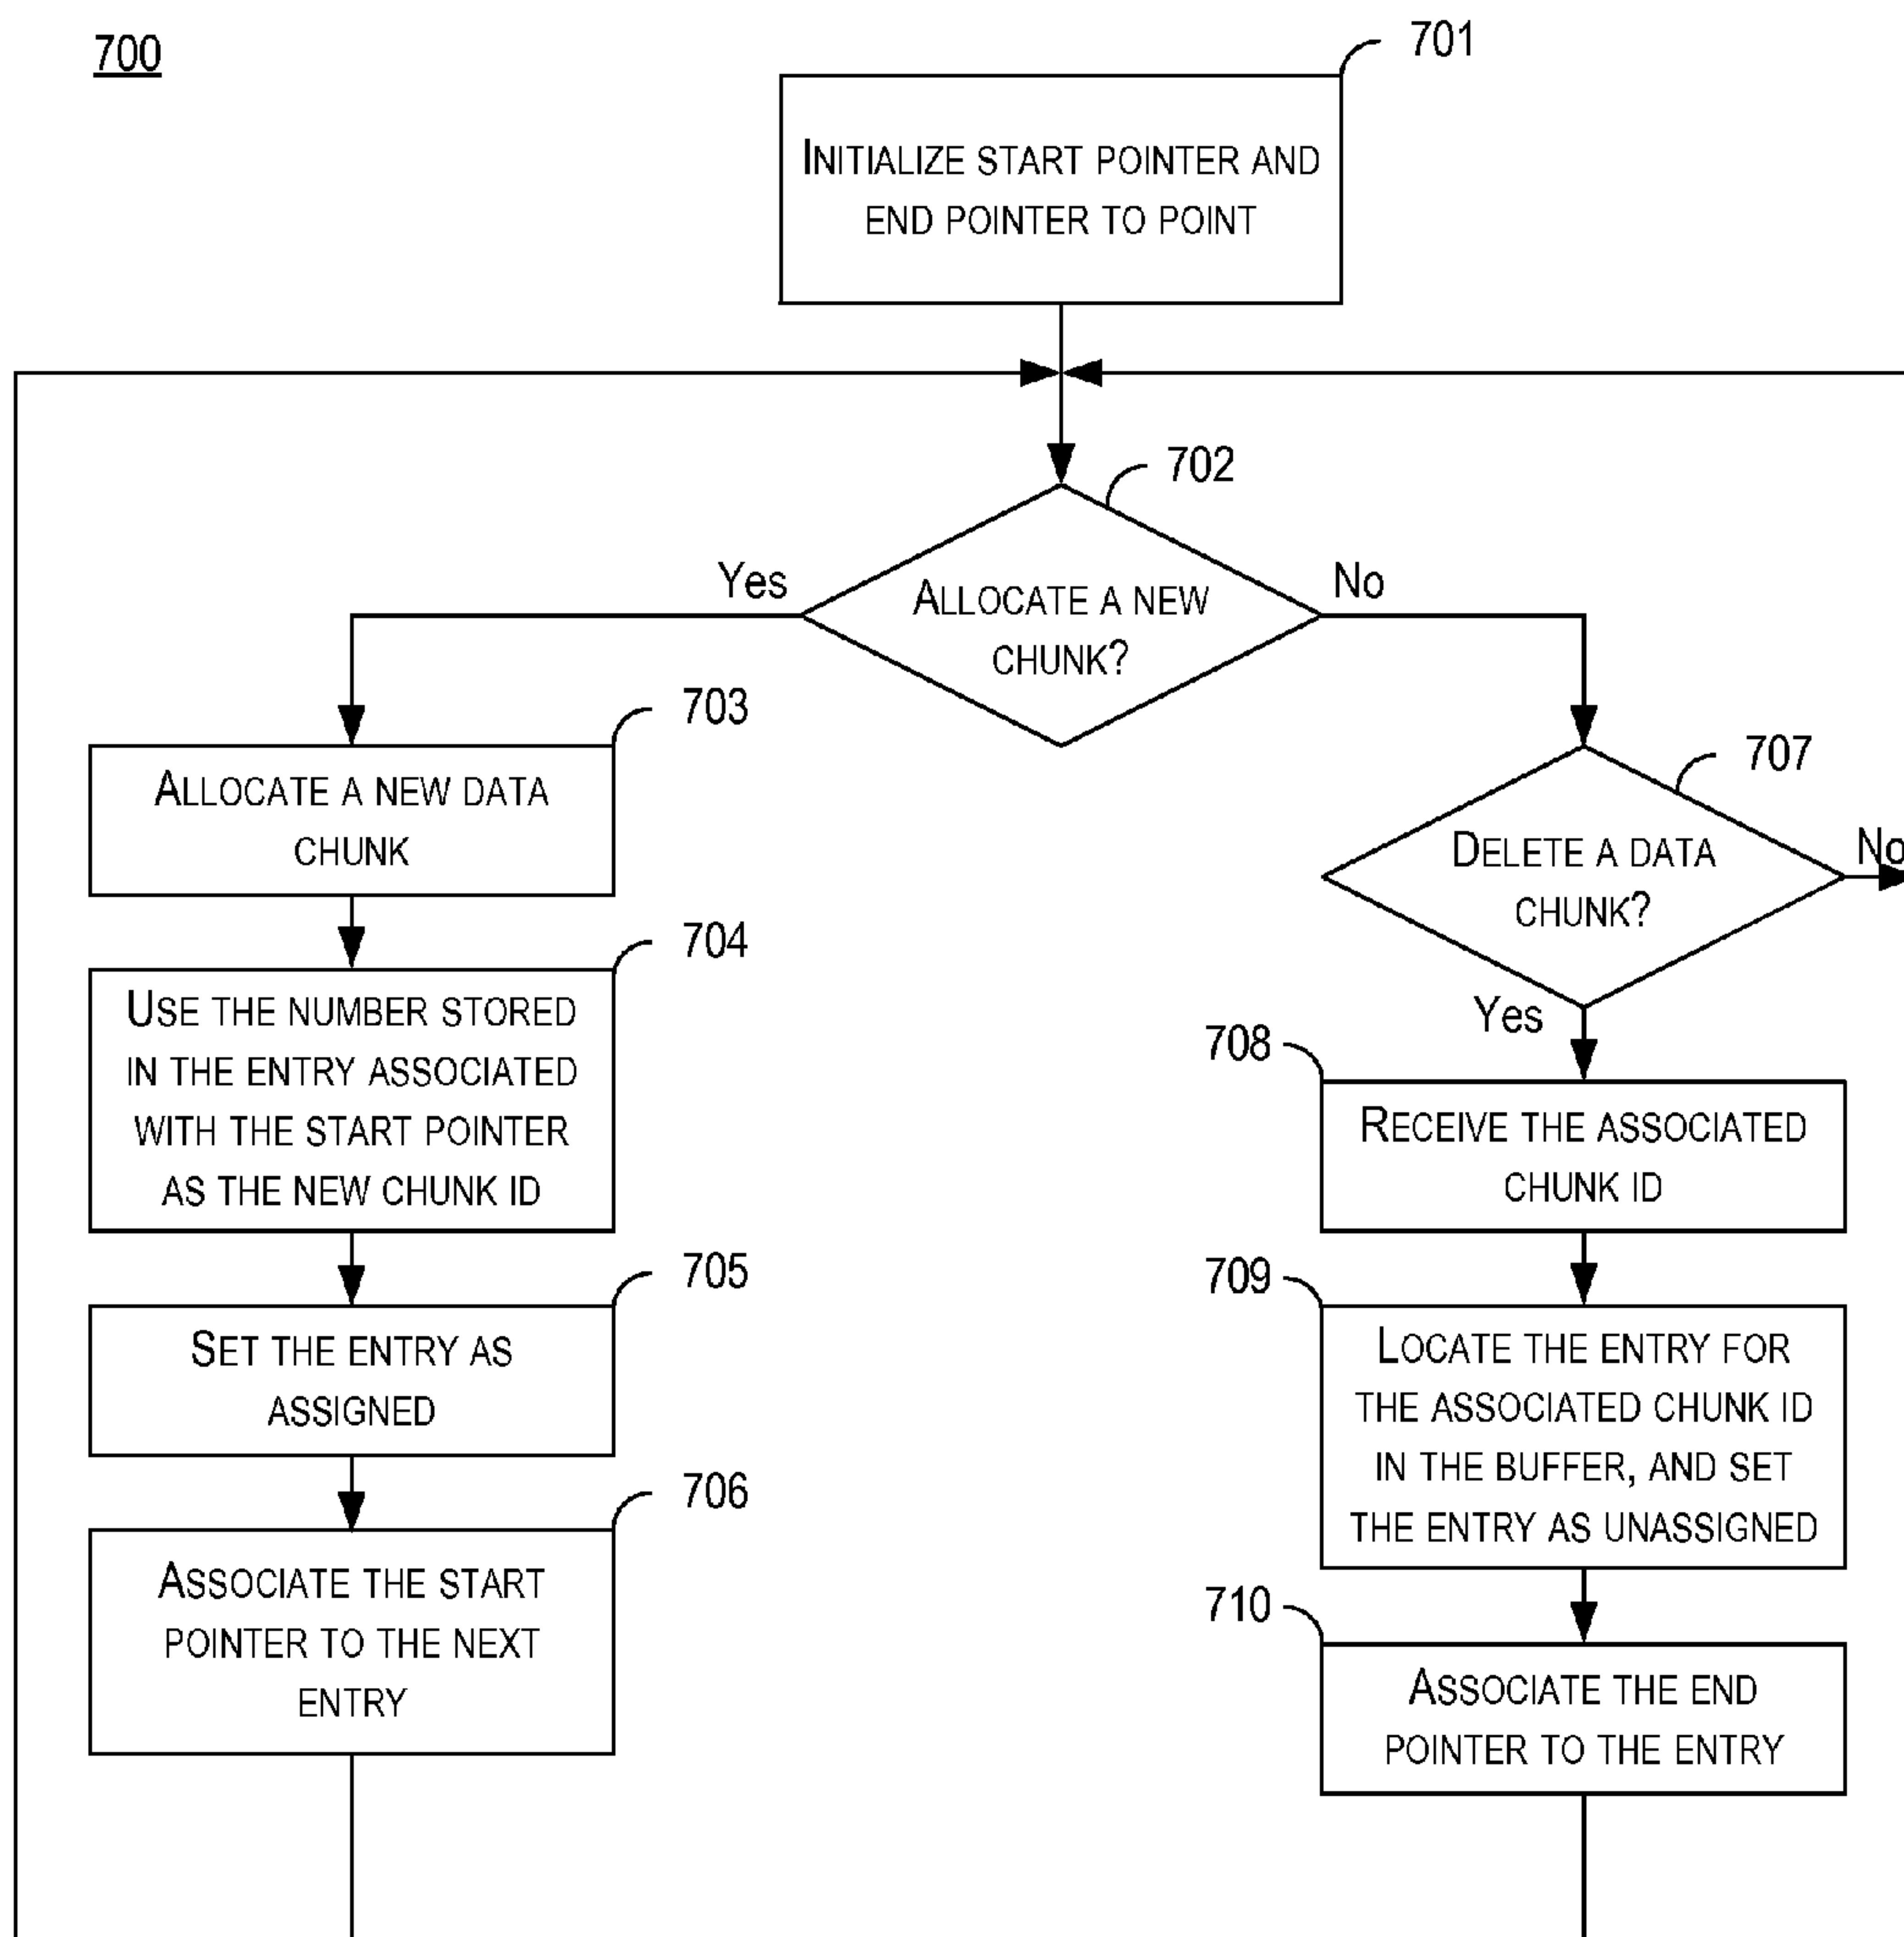 700
701
INITIALIZE START POINTER AND
END POINTER TO POINT
702
ALLOCATE A NEW
CHUNK?
Yes
No
703
ALLOCATE A NEW DATA
CHUNK
704
USE THE NUMBER STORED
IN THE ENTRY ASSOCIATED
WITH THE START POINTER
AS THE NEW CHUNK ID
705
SET THE ENTRY AS
ASSIGNED
706
ASSOCIATE THE START
POINTER TO THE NEXT
ENTRY
707
DELETE A DATA
CHUNK?
No
Yes
708
RECEIVE THE ASSOCIATED
CHUNK ID
709
LOCATE THE ENTRY FOR
THE ASSOCIATED CHUNK ID
IN THE BUFFER, AND SET
THE ENTRY AS UNASSIGNED
710
ASSOCIATE THE END
POINTER TO THE ENTRY